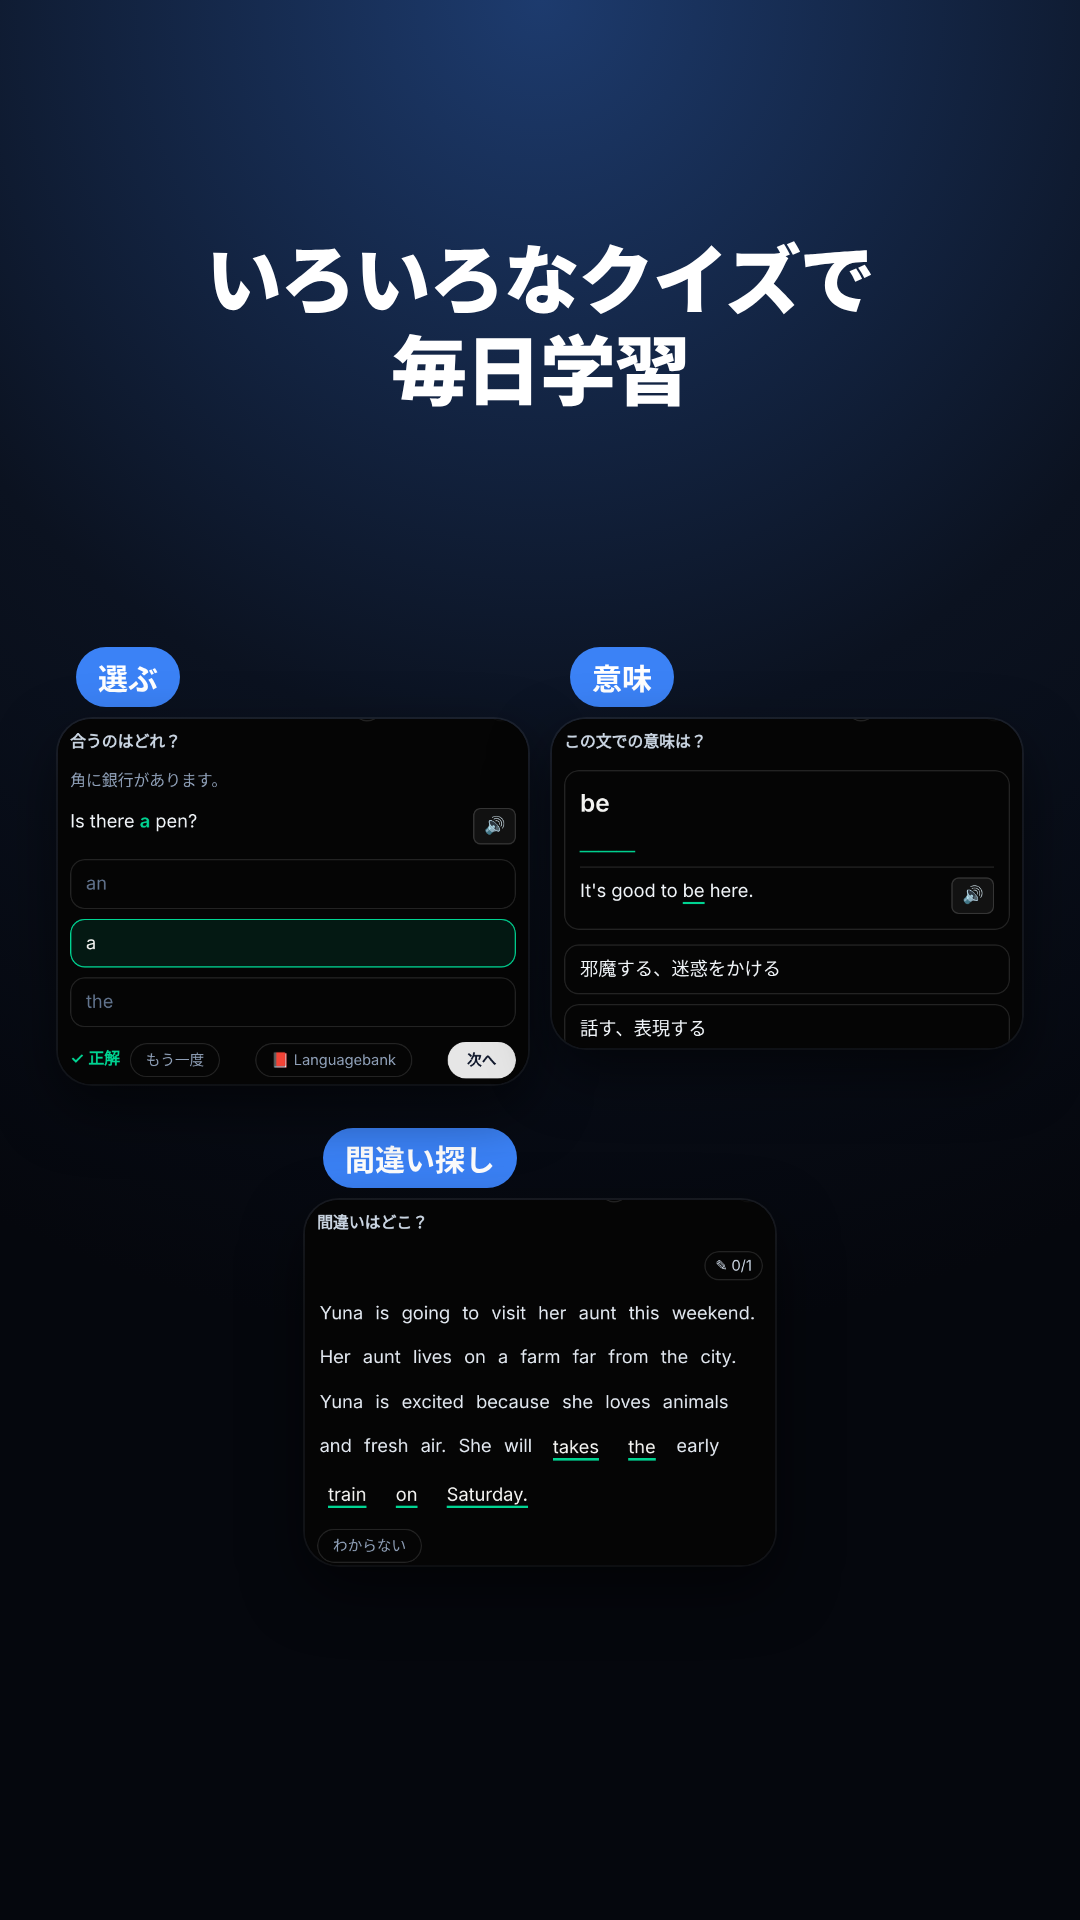 いろいろなクイズで
毎日学習
選ぶ
合うのはどれ？
角に銀行があります。
Is there a pen?
an
a
the
✓ 正解 もう一度 Languagebank 次へ
意味
この文での意味は？
be
It's good to be here.
邪魔する、迷惑をかける
話す、表現する
間違い探し
間違いはどこ？
✎ 0/1
Yuna is going to visit her aunt this weekend.
Her aunt lives on a farm far from the city.
Yuna is excited because she loves animals
and fresh air. She will takes the early
train on Saturday.
わからない